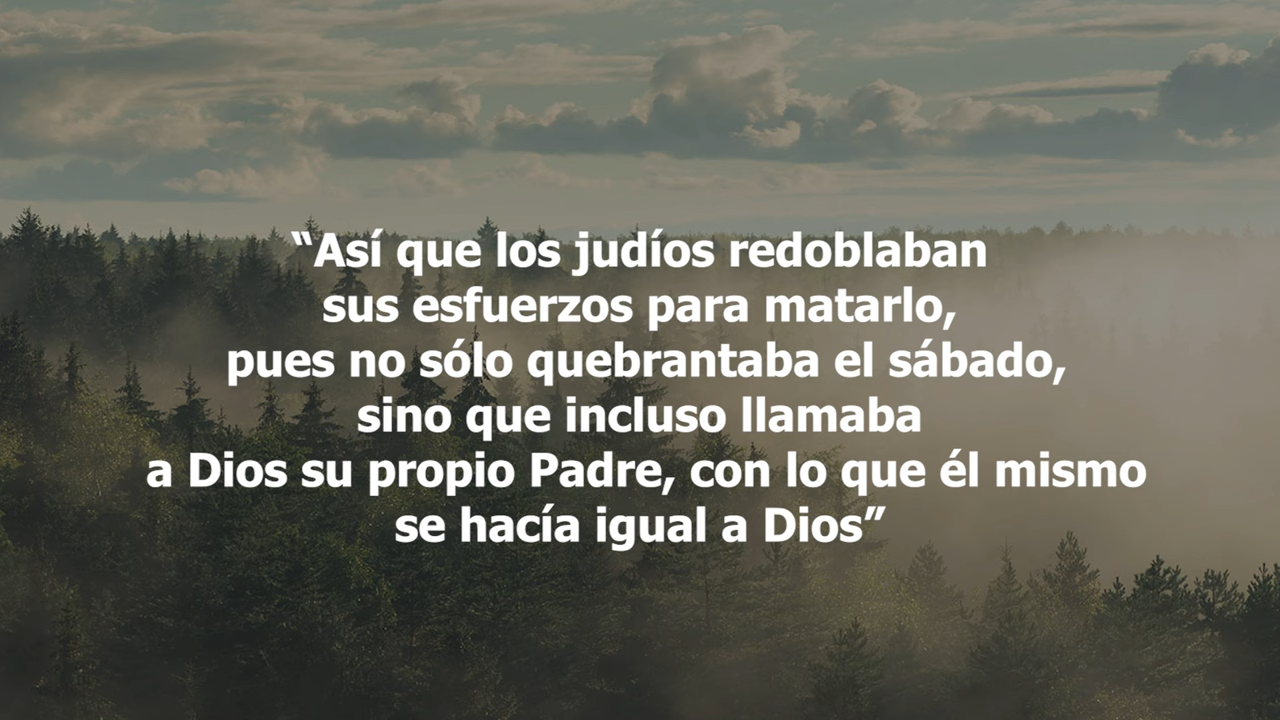 “Así que los judíos redoblaban
sus esfuerzos para matarlo,
pues no sólo quebrantaba el sábado,
sino que incluso llamaba
a Dios su propio Padre, con lo que él mismo
se hacía igual a Dios”